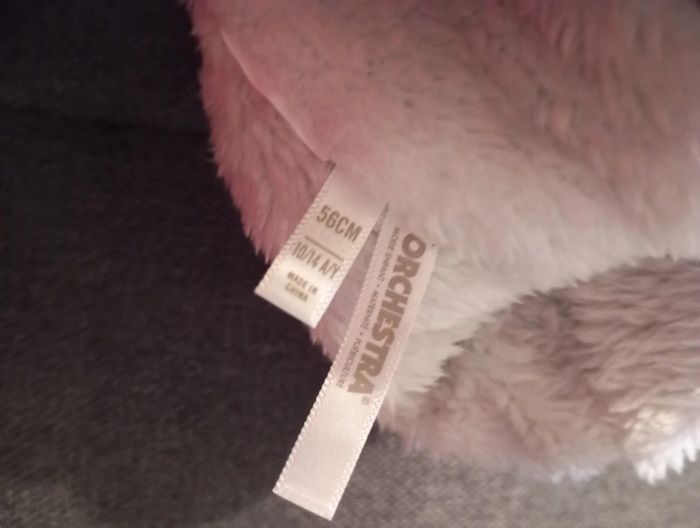 56CM
10/14 A/Y
MADE IN
CHINA
ORCHESTRA®
MODE ENFANT • MATERNITÉ • PUÉRICULTURE